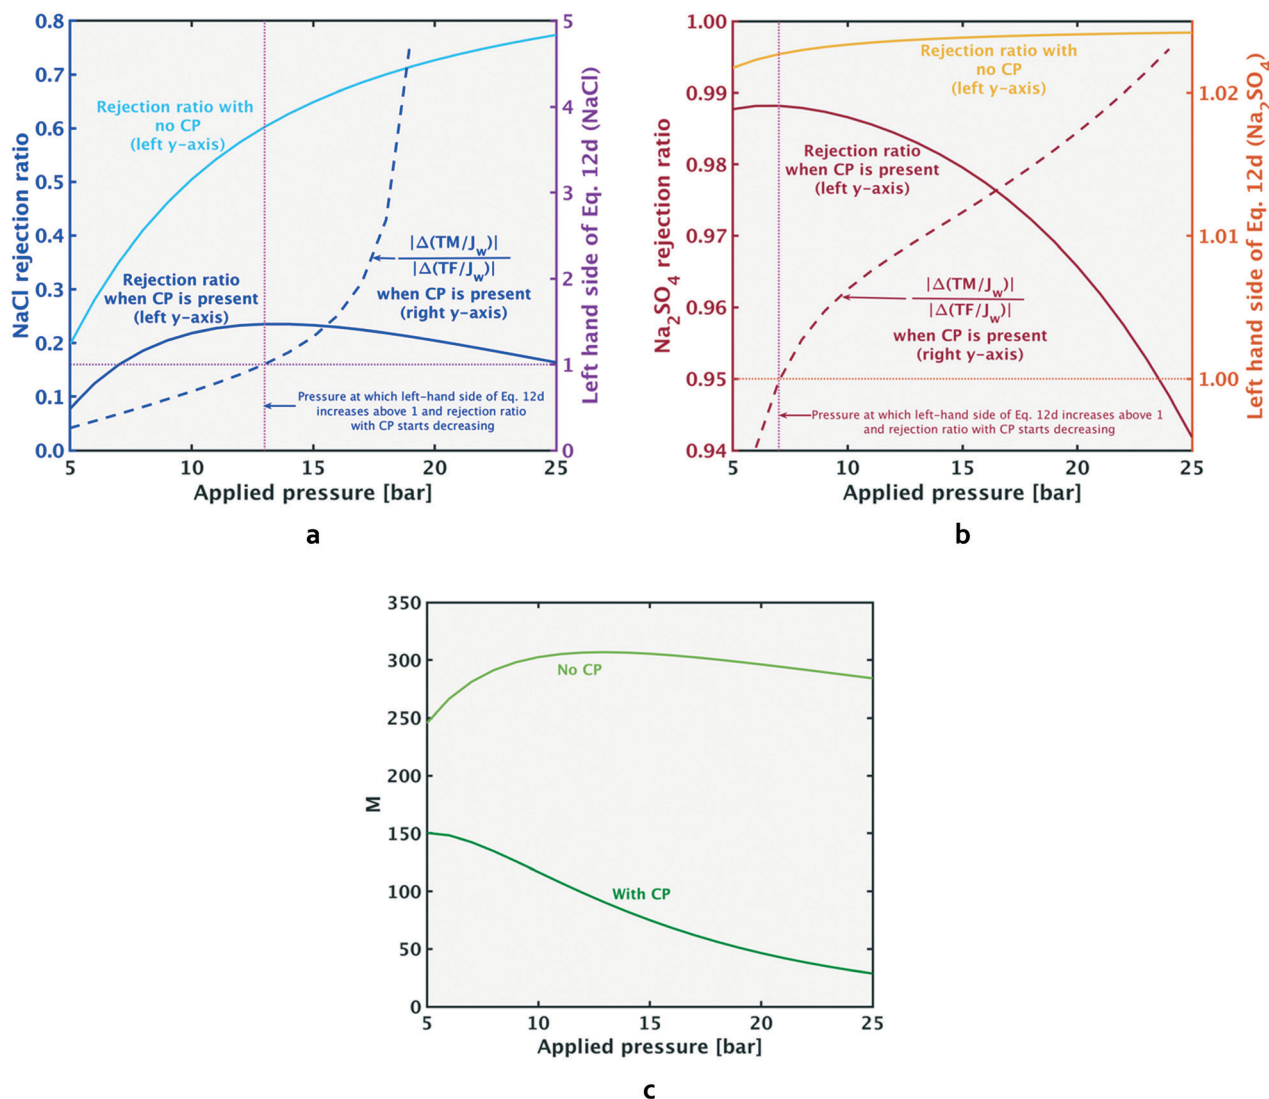 0.8
0.7
0.6
0.5
0.4
0.3
0.2
0.1
0.0
NaCl rejection ratio
5
4
3
2
1
0
Left hand side of Eq. 12d (NaCl)
Rejection ratio with
no CP
(left y-axis)
Rejection ratio
when CP is present
(left y-axis)
|Δ(TM/Jw)|
|Δ(TF/Jw)|
when CP is present
(right y-axis)
Pressure at which left-hand side of Eq. 12d
increases above 1 and rejection ratio
with CP starts decreasing
5 10 15 20 25
Applied pressure [bar]
a
1.00
0.99
0.98
0.97
0.96
0.95
0.94
Na2SO4 rejection ratio
1.02
1.01
1.00
Left hand side of Eq. 12d (Na2SO4)
Rejection ratio with
no CP
(left y-axis)
Rejection ratio
when CP is present
(left y-axis)
|Δ(TM/Jw)|
|Δ(TF/Jw)|
when CP is present
(right y-axis)
Pressure at which left-hand side of Eq. 12d increases above 1
and rejection ratio with CP starts decreasing
5 10 15 20 25
Applied pressure [bar]
b
350
300
250
200
150
100
50
0
M
No CP
With CP
5 10 15 20 25
Applied pressure [bar]
c